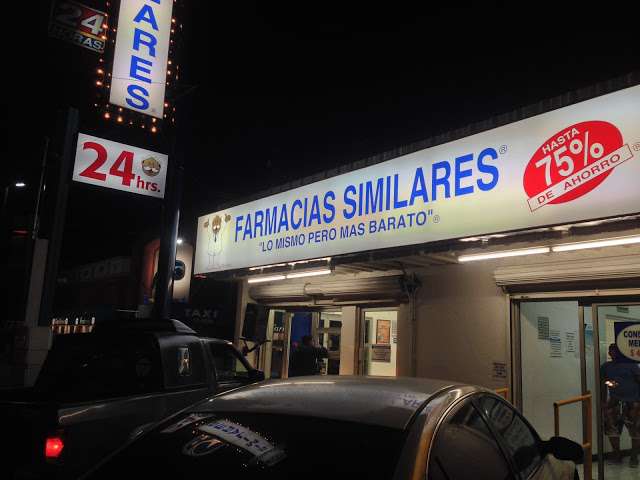 24
HORAS
ARES
24 hrs.
FARMACIAS SIMILARES®
"LO MISMO PERO MAS BARATO"®
HASTA
75%
DE AHORRO®
TAXI